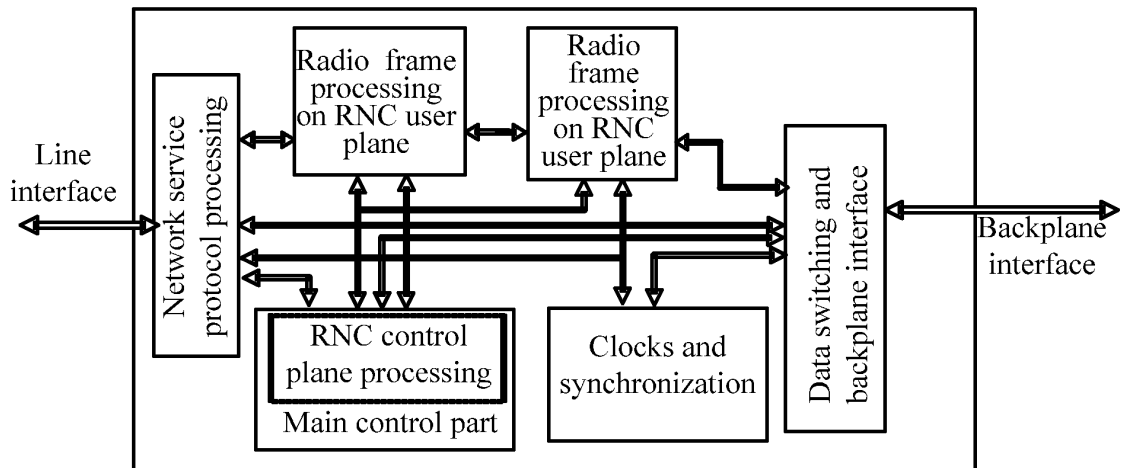 Line
interface
Network service
protocol processing
Radio frame
processing
on RNC user
plane
Radio
frame
processing
on RNC
user plane
RNC control
plane processing
Main control part
Clocks and
synchronization
Data switching and
backplane interface
Backplane
interface